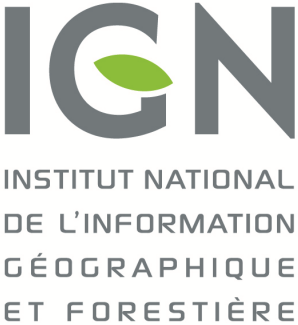 IGN
INSTITUT NATIONAL
DE L'INFORMATION
GÉOGRAPHIQUE
ET FORESTIÈRE